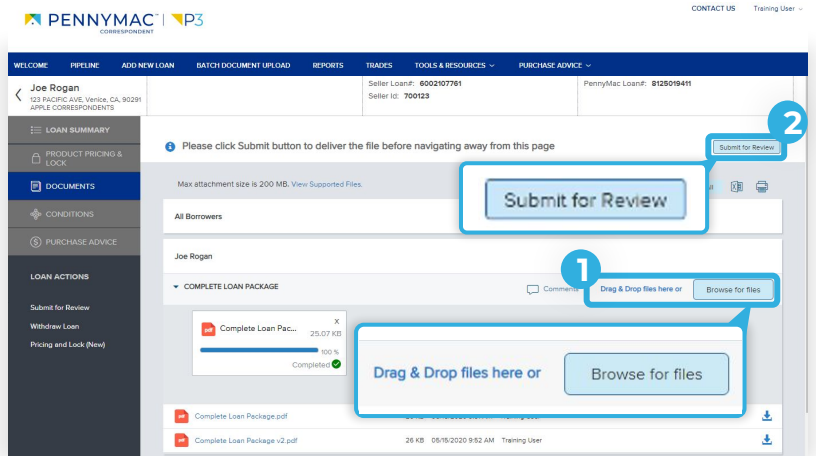 CONTACT US Training User
PENNYMAC | P3
CORRESPONDENT
WELCOME PIPELINE ADD NEW LOAN BATCH DOCUMENT UPLOAD REPORTS TRADES TOOLS & RESOURCES PURCHASE ADVICE
Joe Rogan
123 PACIFIC AVE, Venice, CA, 90291
APPLE CORRESPONDENTS
Seller Loan#: 6002107761
Seller Id: 700123
PennyMac Loan#: 8125019411
LOAN SUMMARY
PRODUCT PRICING &
LOCK
DOCUMENTS
CONDITIONS
PURCHASE ADVICE
LOAN ACTIONS
Submit for Review
Withdraw Loan
Pricing and Lock (New)
Please click Submit button to deliver the file before navigating away from this page
Submit for Review
2
Max attachment size is 200 MB. View Supported Files.
Submit for Review
All Borrowers
Joe Rogan
1
COMPLETE LOAN PACKAGE
Comments
Drag & Drop files here or Browse for files
Complete Loan Pac... X
25.07 KB
100 %
Completed
Drag & Drop files here or Browse for files
Complete Loan Package.pdf
Complete Loan Package v2.pdf 26 KB 05/15/2020 9:52 AM Training User